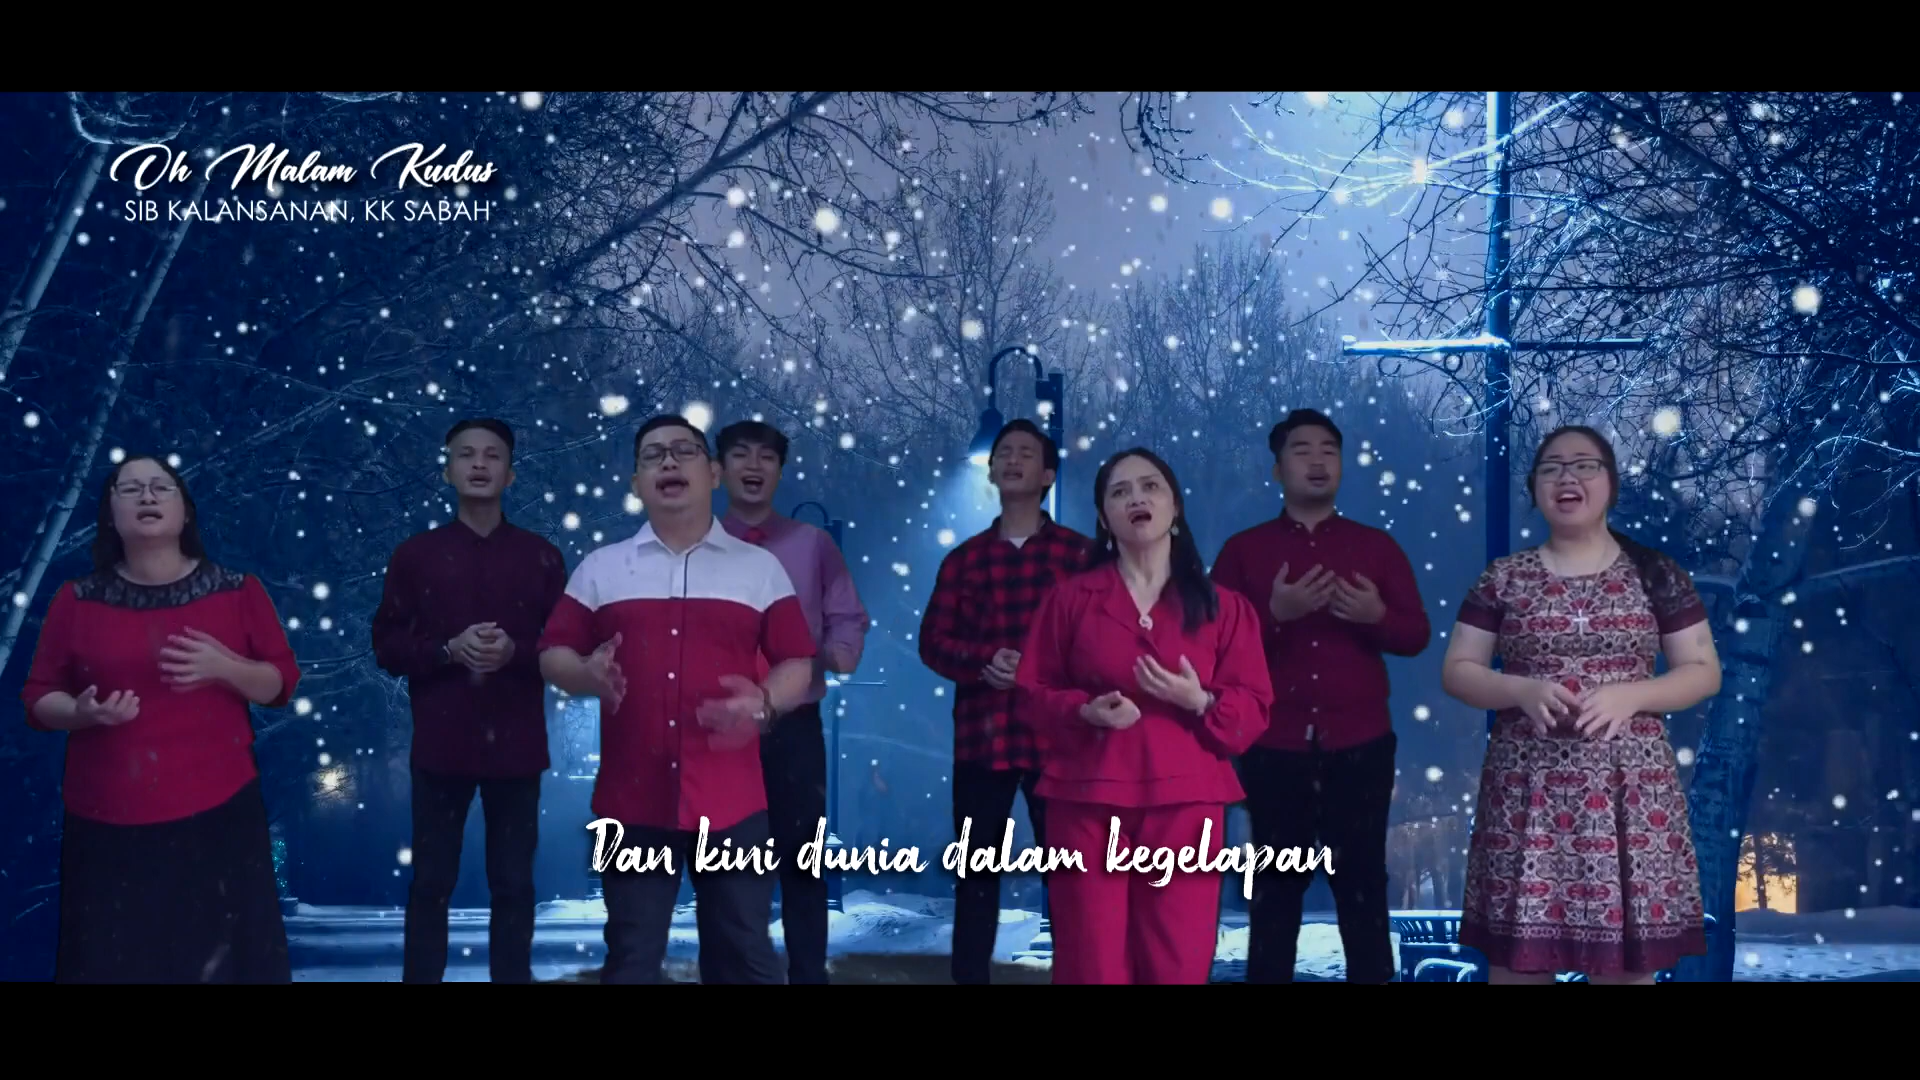 Oh Malam Kudus
SIB KALANSANAN, KK SABAH
Dan kini dunia dalam kegelapan